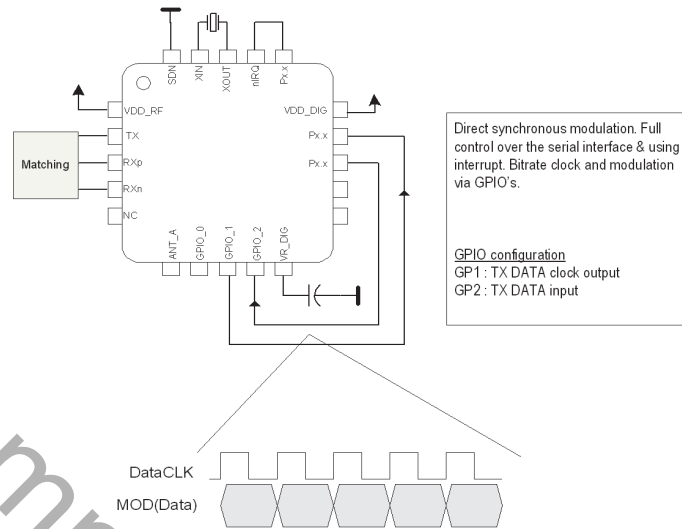 SDN
XIN
XOUT
nIRQ
Px.x
VDD_RF
VDD_DIG
TX
Px.x
Matching
RXp
Px.x
RXn
NC
ANT_A
GPIO_0
GPIO_1
GPIO_2
VR_DIG
Direct synchronous modulation. Full
control over the serial interface & using
interrupt. Bitrate clock and modulation
via GPIO's.
GPIO configuration
GP1 : TX DATA clock output
GP2 : TX DATA input
DataCLK
MOD(Data)